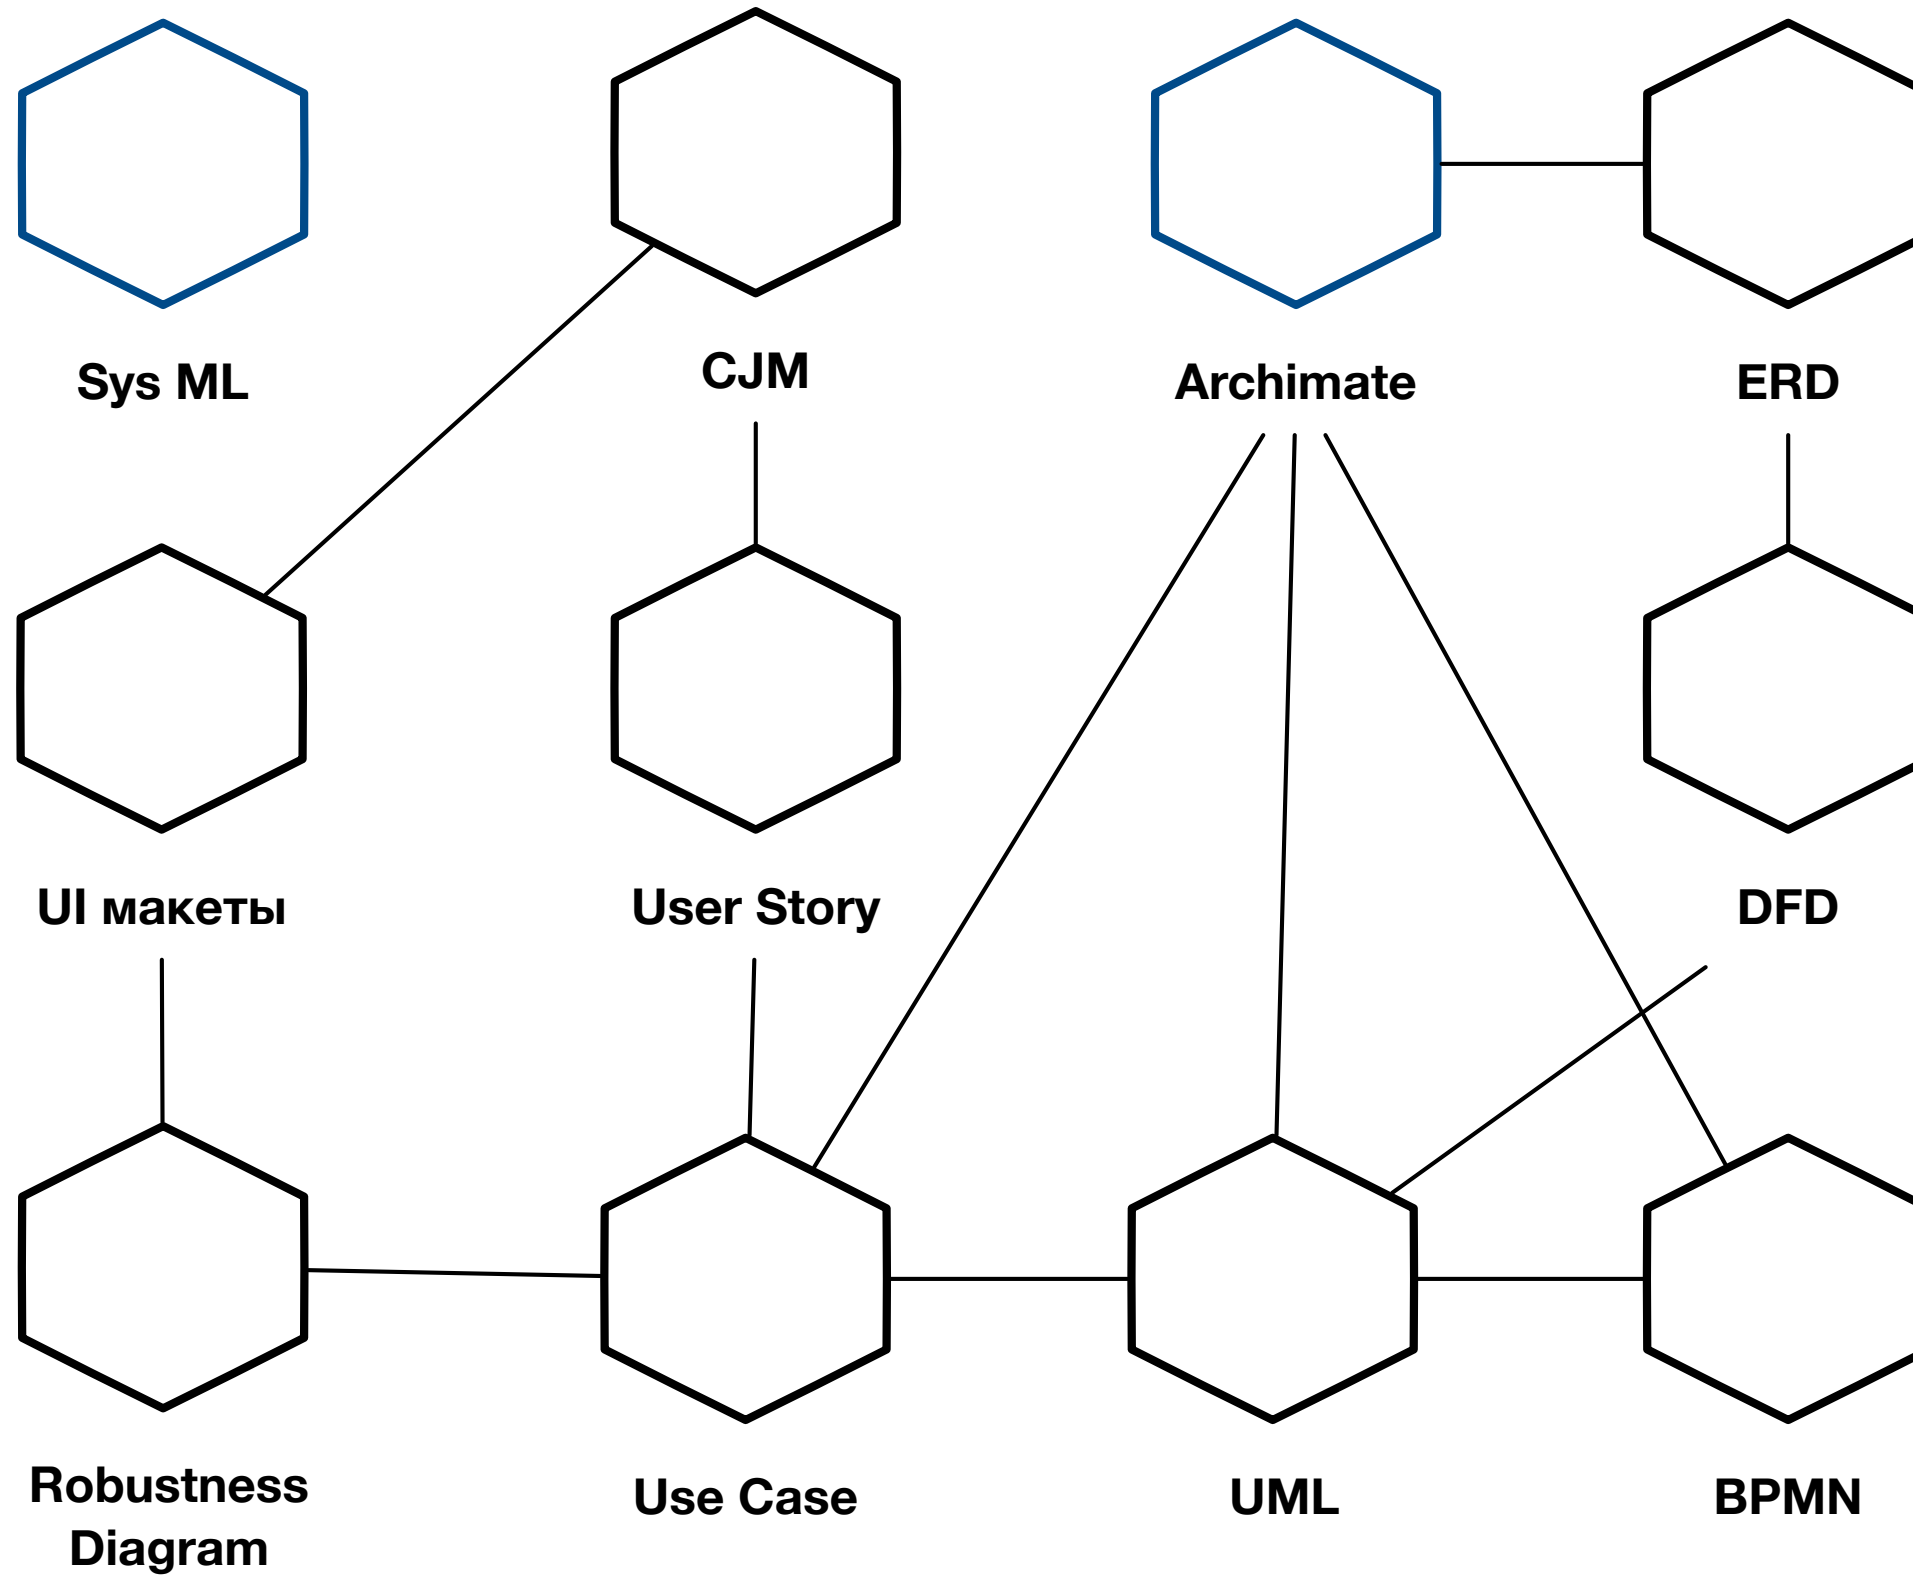 Sys ML
CJM
Archimate
ERD
UI макеты
User Story
DFD
Robustness
Diagram
Use Case
UML
BPMN